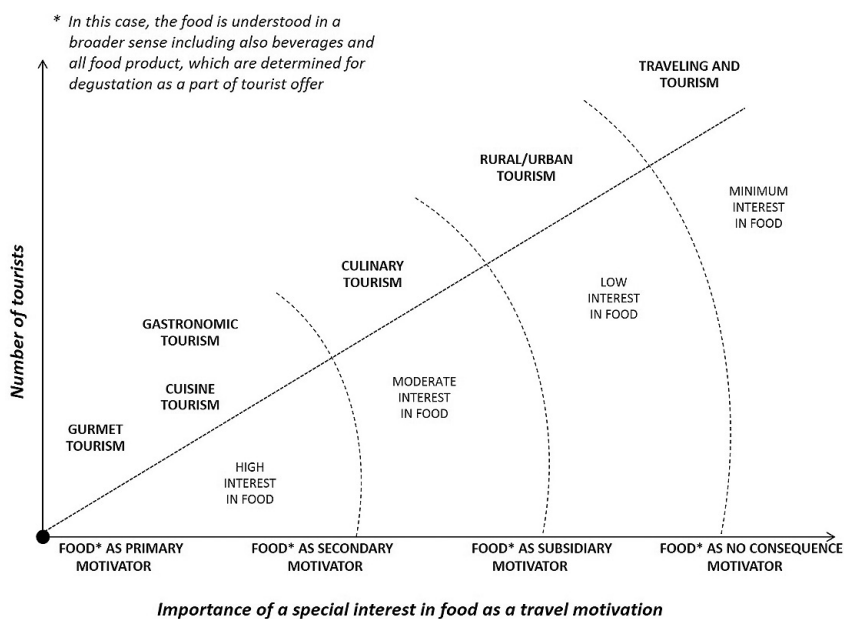 * In this case, the food is understood in a
broader sense including also beverages and
all food product, which are determined for
degustation as a part of tourist offer
TRAVELING AND
TOURISM
RURAL/URBAN
TOURISM
MINIMUM
INTEREST
IN FOOD
CULINARY
TOURISM
LOW
INTEREST
IN FOOD
GASTRONOMIC
TOURISM
Number of tourists
CUISINE
TOURISM
MODERATE
INTEREST
IN FOOD
GURMET
TOURISM
HIGH
INTEREST
IN FOOD
FOOD* AS PRIMARY
MOTIVATOR
FOOD* AS SECONDARY
MOTIVATOR
FOOD* AS SUBSIDIARY
MOTIVATOR
FOOD* AS NO CONSEQUENCE
MOTIVATOR
Importance of a special interest in food as a travel motivation